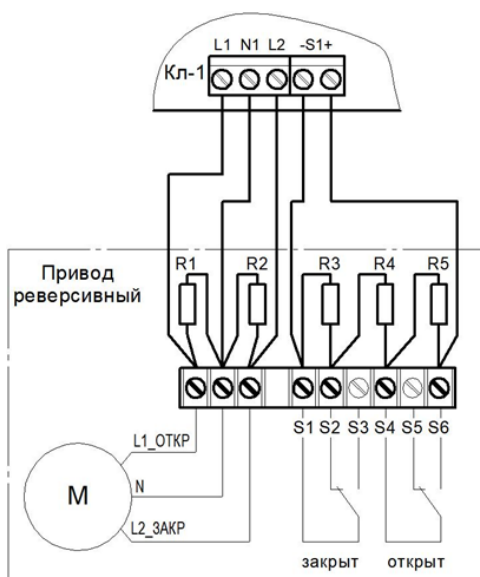 L1 N1 L2 -S1+
Кл-1
Привод
реверсивный
R1 R2 R3 R4 R5
S1 S2 S3 S4 S5 S6
L1_ОТКР
М
N
L2_ЗАКР
закрыт открыт